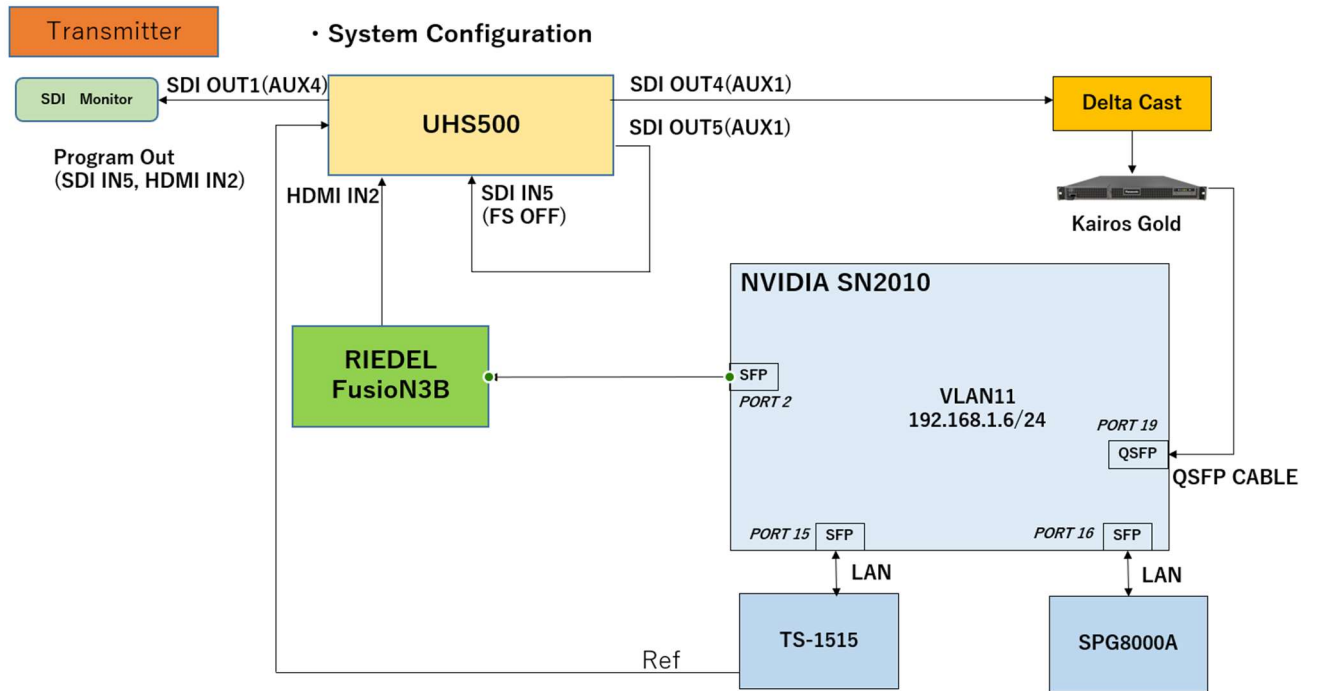 Transmitter
・System Configuration
SDI Monitor
SDI OUT1(AUX4)
UHS500
SDI OUT4(AUX1)
SDI OUT5(AUX1)
Delta Cast
Program Out
(SDI IN5, HDMI IN2)
HDMI IN2
SDI IN5
(FS OFF)
Panasonic
Kairos Gold
NVIDIA SN2010
RIEDEL
FusioN3B
SFP
PORT 2
VLAN11
192.168.1.6/24
PORT 19
QSFP
QSFP CABLE
PORT 15
SFP
PORT 16
SFP
LAN
LAN
TS-1515
SPG8000A
Ref